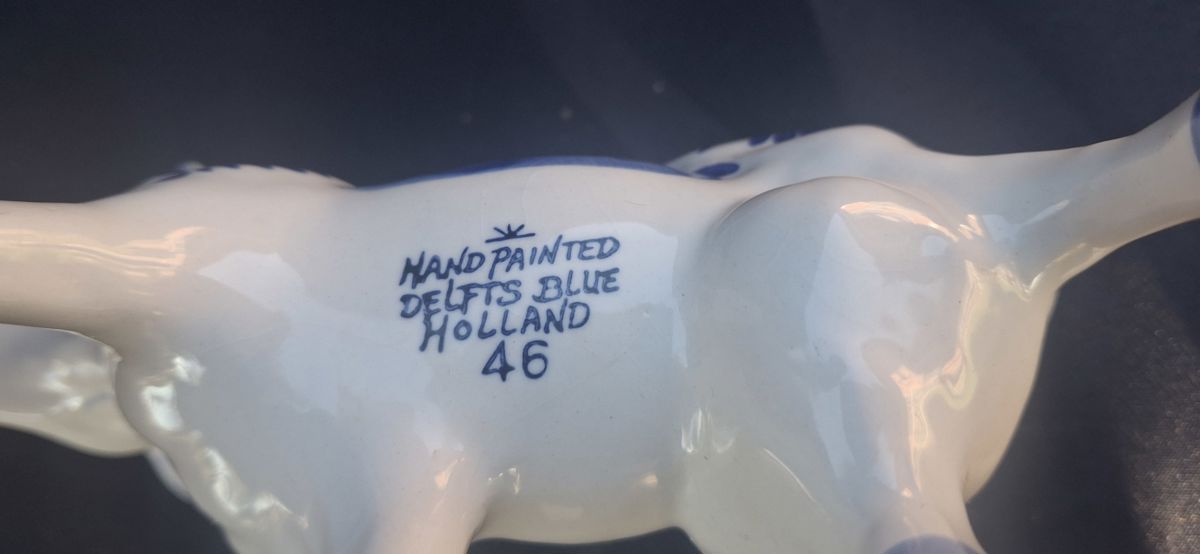 HAND PAINTED
DELFTS BLUE
HOLLAND
46